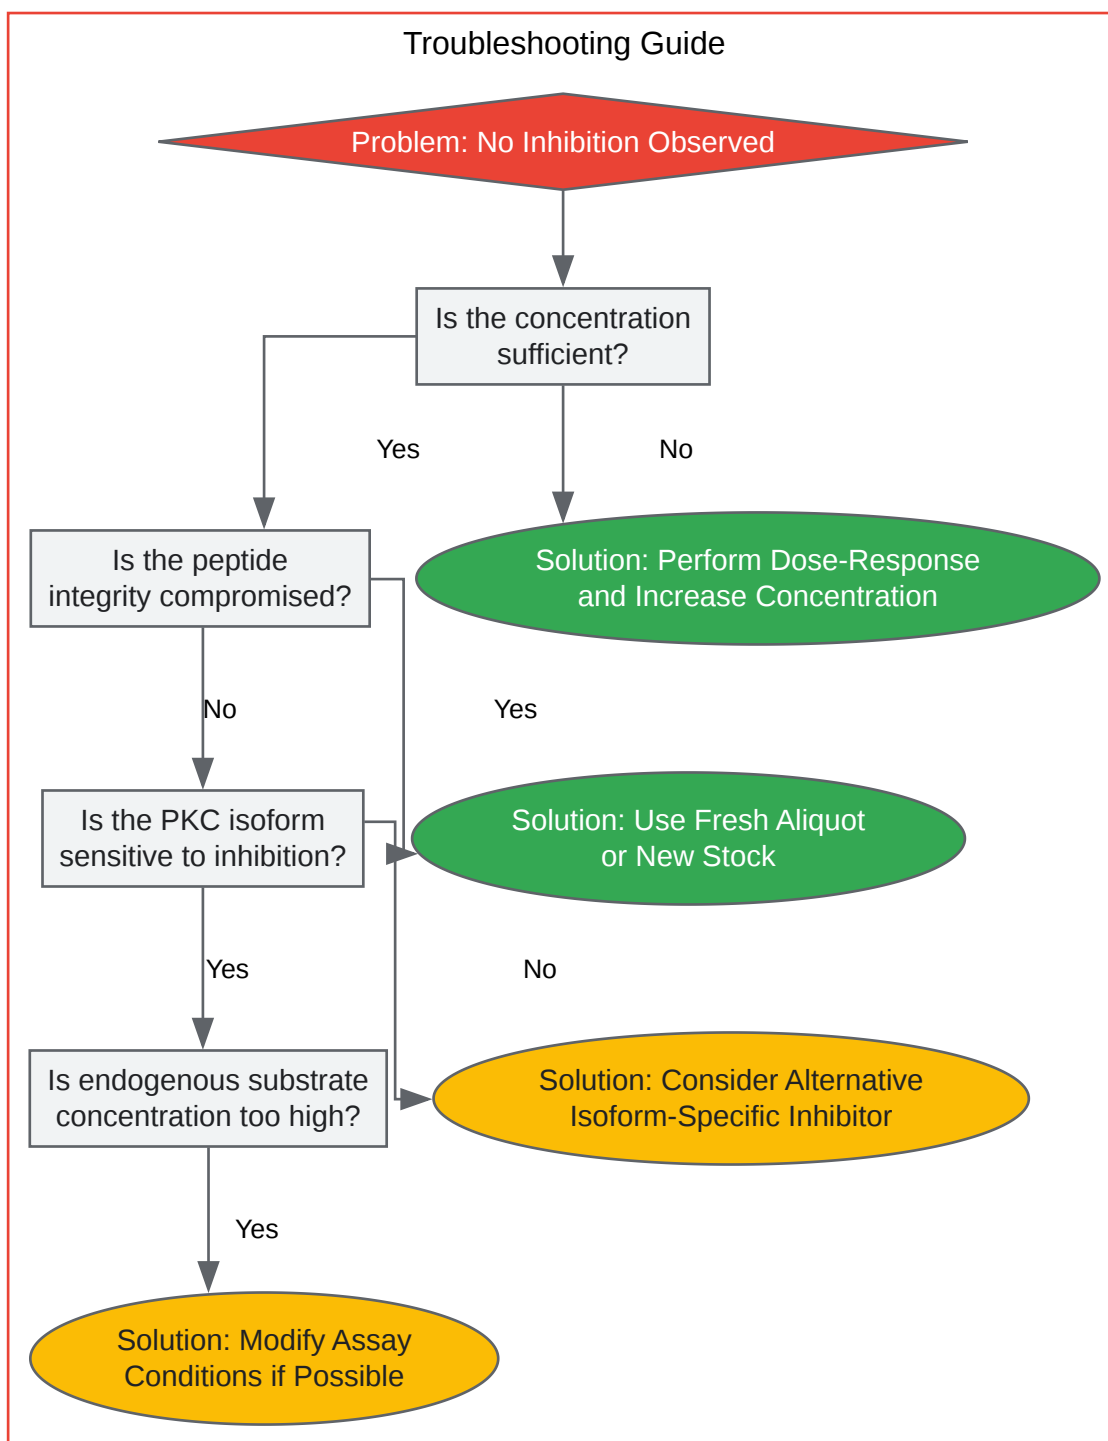 Troubleshooting Guide
Problem: No Inhibition Observed
Is the concentration
sufficient?
Yes
No
Is the peptide
integrity compromised?
Solution: Perform Dose-Response
and Increase Concentration
No
Yes
Is the PKC isoform
sensitive to inhibition?
Solution: Use Fresh Aliquot
or New Stock
Yes
No
Is endogenous substrate
concentration too high?
Solution: Consider Alternative
Isoform-Specific Inhibitor
Yes
Solution: Modify Assay
Conditions if Possible